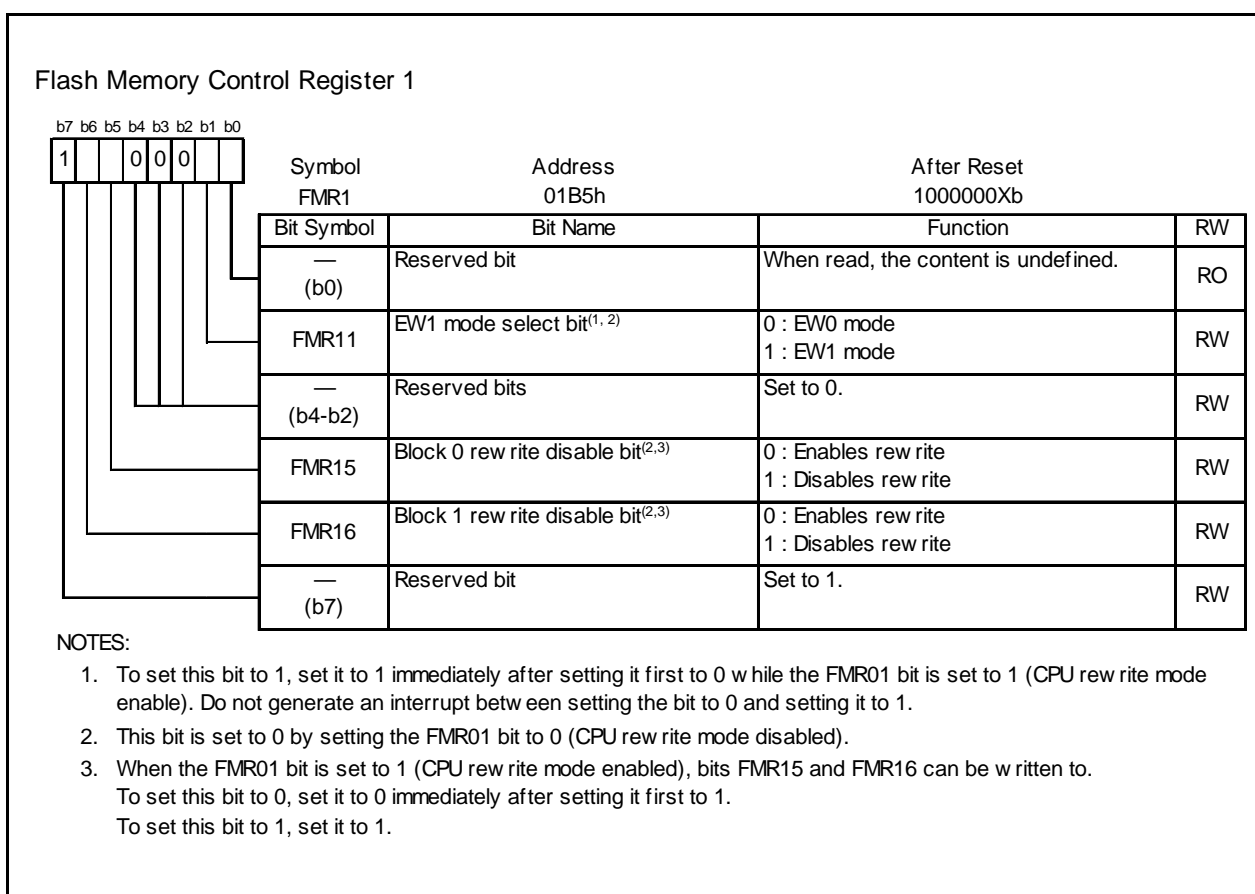 Flash Memory Control Register 1
b7 b6 b5 b4 b3 b2 b1 b0
1 0 0 0
Symbol Address After Reset
FMR1 01B5h 1000000Xb
Bit Symbol Bit Name Function RW
— Reserved bit When read, the content is undefined. RO
(b0)
FMR11 EW1 mode select bit(1, 2) 0 : EW0 mode RW
1 : EW1 mode
— Reserved bits Set to 0. RW
(b4-b2)
FMR15 Block 0 rew rite disable bit(2,3) 0 : Enables rew rite RW
1 : Disables rew rite
FMR16 Block 1 rew rite disable bit(2,3) 0 : Enables rew rite RW
1 : Disables rew rite
— Reserved bit Set to 1. RW
(b7)
NOTES:
1. To set this bit to 1, set it to 1 immediately after setting it first to 0 w hile the FMR01 bit is set to 1 (CPU rew rite mode
enable). Do not generate an interrupt betw een setting the bit to 0 and setting it to 1.
2. This bit is set to 0 by setting the FMR01 bit to 0 (CPU rew rite mode disabled).
3. When the FMR01 bit is set to 1 (CPU rew rite mode enabled), bits FMR15 and FMR16 can be w ritten to.
To set this bit to 0, set it to 0 immediately after setting it first to 1.
To set this bit to 1, set it to 1.